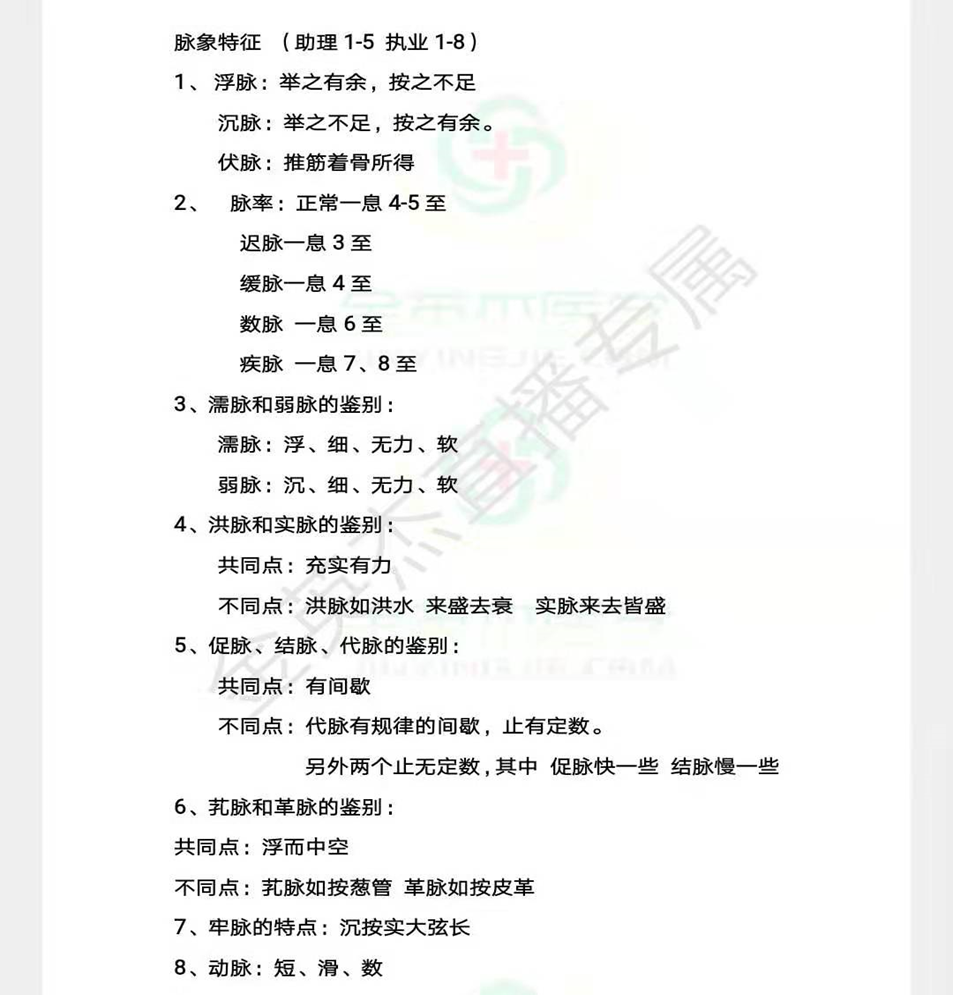 脉象特征 （助理 1-5 执业 1-8）
1、 浮脉：举之有余，按之不足
沉脉：举之不足，按之有余。
伏脉：推筋着骨所得
2、 脉率：正常一息 4-5 至
迟脉一息 3 至
缓脉一息 4 至
数脉 一息 6 至
疾脉 一息 7、8 至
3、濡脉和弱脉的鉴别：
濡脉：浮、细、无力、软
弱脉：沉、细、无力、软
4、洪脉和实脉的鉴别：
共同点：充实有力
不同点：洪脉如洪水 来盛去衰 实脉来去皆盛
5、促脉、结脉、代脉的鉴别：
共同点：有间歇
不同点：代脉有规律的间歇，止有定数。
另外两个止无定数，其中 促脉快一些 结脉慢一些
6、芤脉和革脉的鉴别：
共同点：浮而中空
不同点：芤脉如按葱管 革脉如按皮革
7、牢脉的特点：沉按实大弦长
8、动脉：短、滑、数
金英杰直播专属